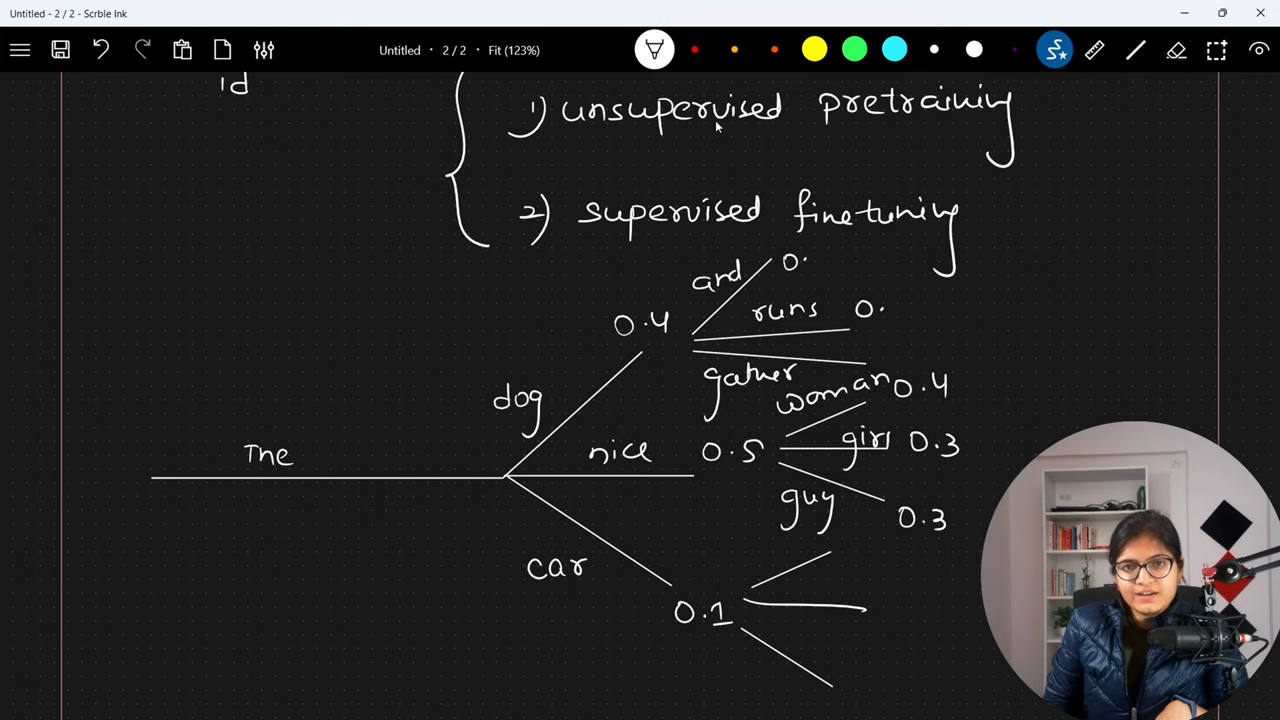 Untitled - 2 / 2 - Scrble Ink
Untitled • 2 / 2 • Fit (123%)
id
1) unsupervised pretraining
2) supervised finetuning
and 0.
runs 0.
0.4
gather
woman 0.4
dog
The
nice 0.5
girl 0.3
guy 0.3
car
0.1